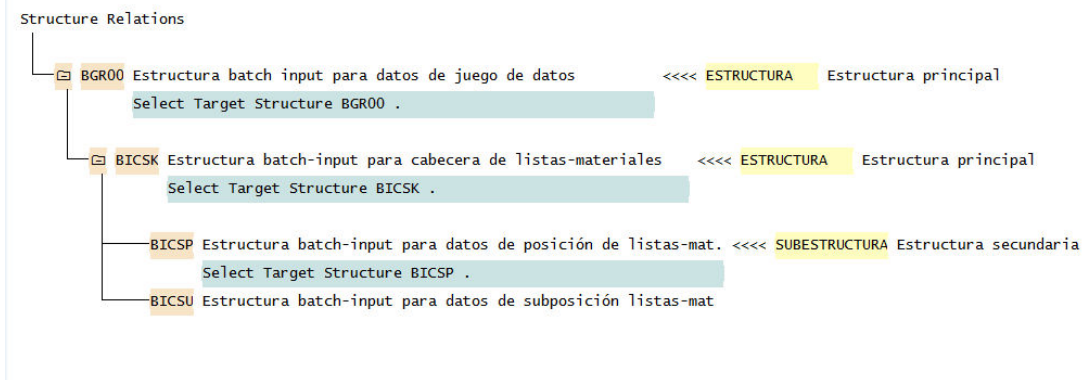 Structure Relations
BGR00 Estructura batch input para datos de juego de datos <<<< ESTRUCTURA Estructura principal
Select Target Structure BGR00 .
BICSK Estructura batch-input para cabecera de listas-materiales <<<< ESTRUCTURA Estructura principal
Select Target Structure BICSK .
BICSP Estructura batch-input para datos de posición de listas-mat. <<<< SUBESTRUCTURA Estructura secundaria
Select Target Structure BICSP .
BICSU Estructura batch-input para datos de subposición listas-mat